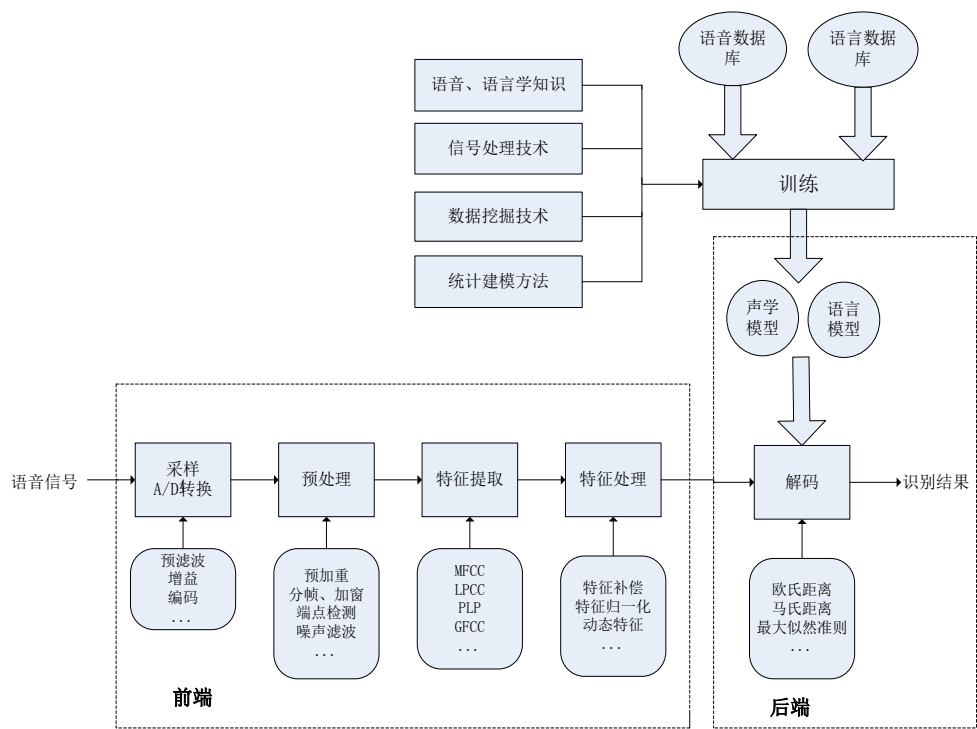 语音数据
库
语言数据
库
语音、语言学知识
信号处理技术
数据挖掘技术
统计建模方法
训练
声学
模型
语言
模型
语音信号
采样
A/D转换
预处理
特征提取
特征处理
解码
识别结果
预滤波
增益
编码
...
预加重
分帧、加窗
端点检测
噪声滤波
...
MFCC
LPCC
PLP
GFCC
...
特征补偿
特征归一化
动态特征
...
欧氏距离
马氏距离
最大似然准则
...
前端
后端